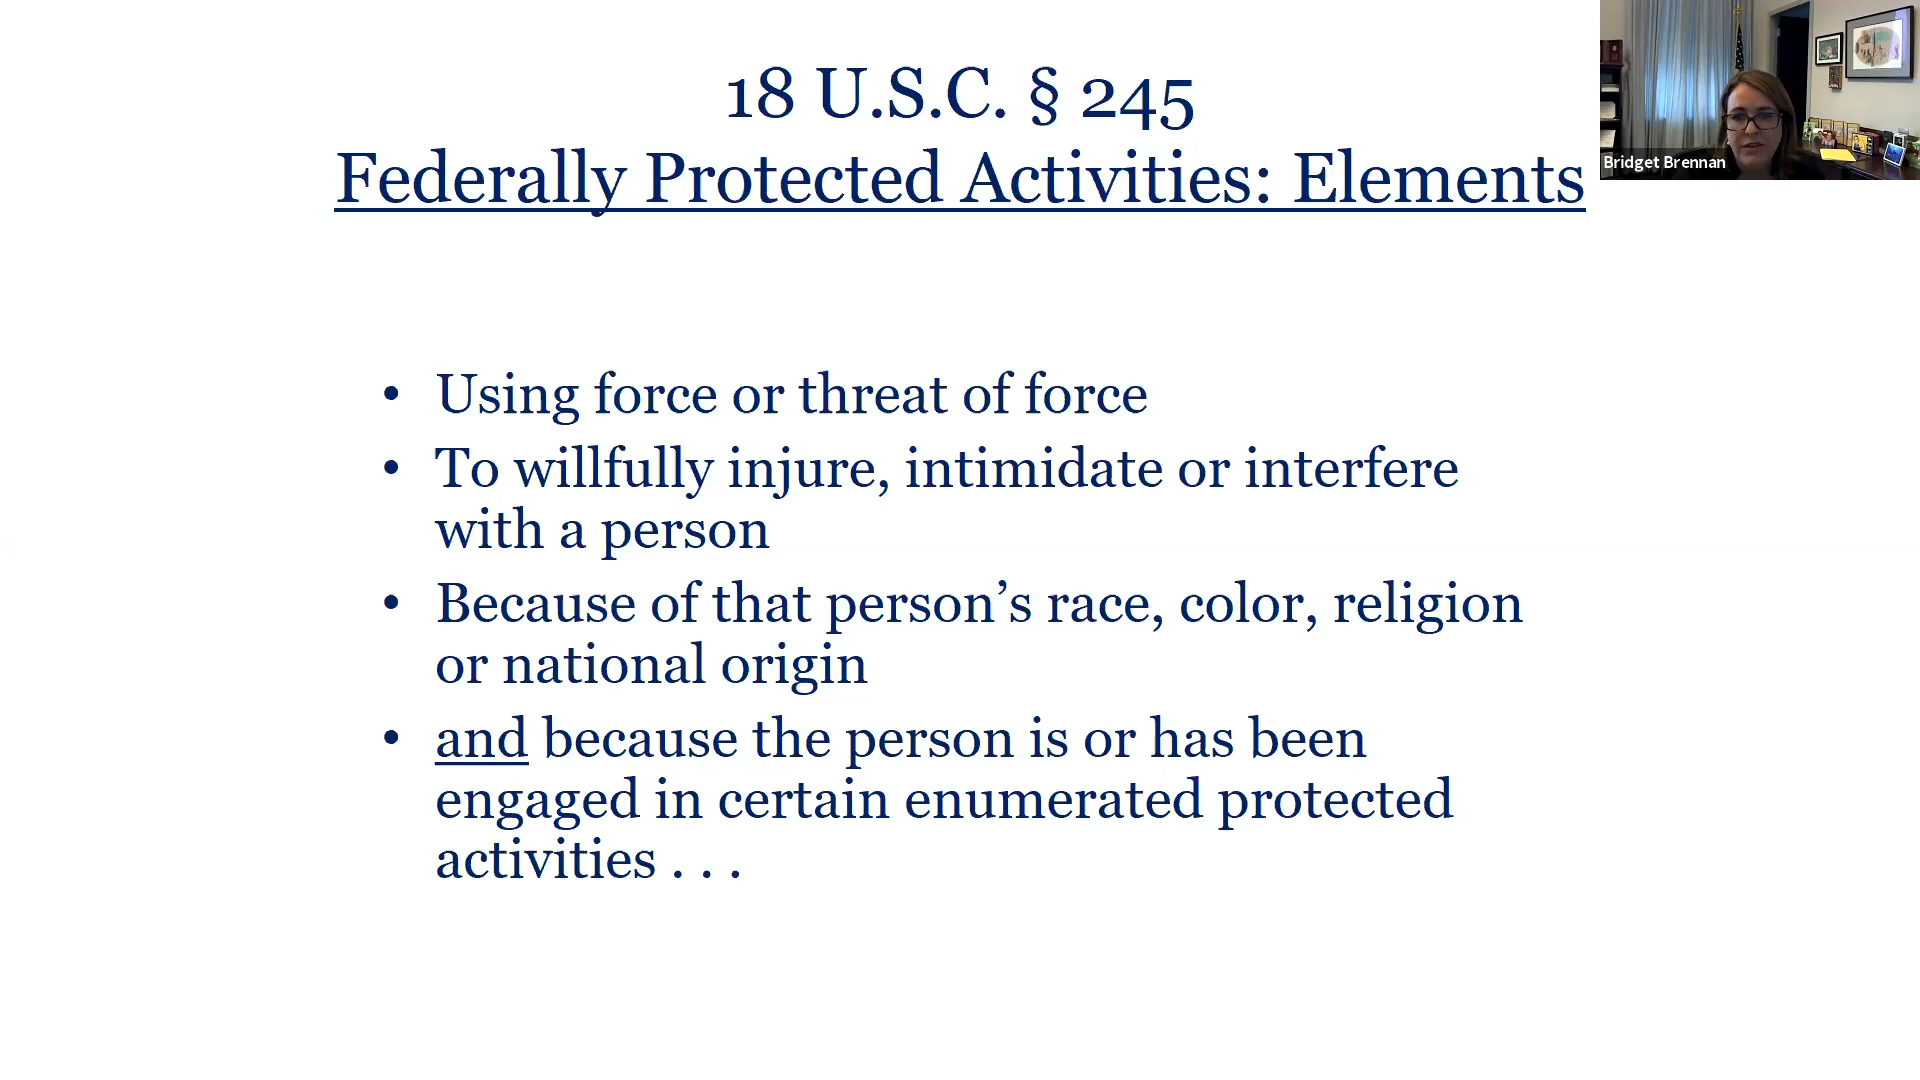 18 U.S.C. § 245
Federally Protected Activities: Elements
Bridget Brennan
• Using force or threat of force
• To willfully injure, intimidate or interfere
with a person
• Because of that person’s race, color, religion
or national origin
• and because the person is or has been
engaged in certain enumerated protected
activities . . .